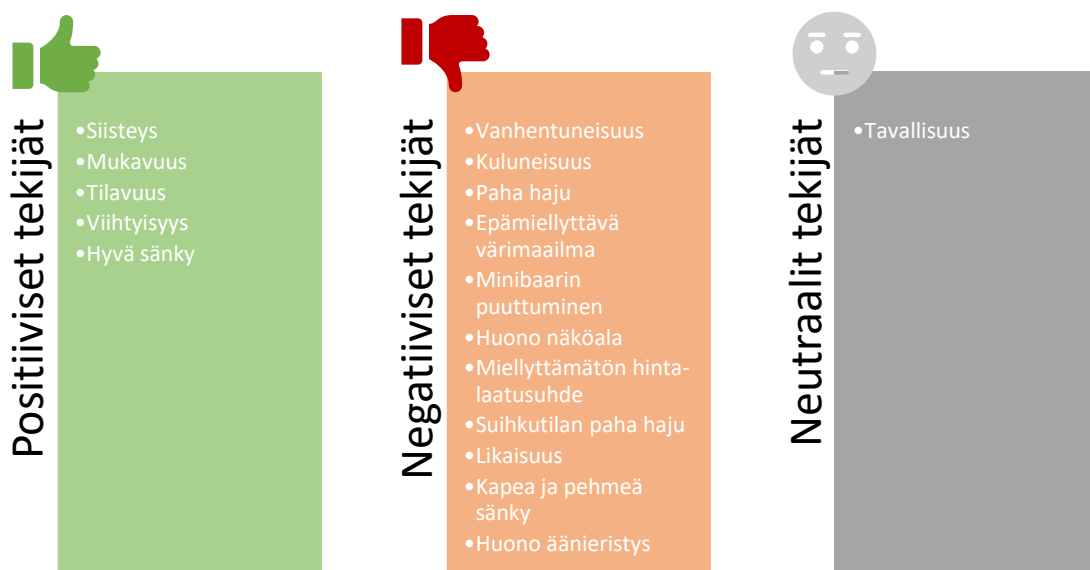 Positiiviset tekijät
•Siisteys
•Mukavuus
•Tilavuus
•Viihtyisyys
•Hyvä sänky
Negatiiviset tekijät
•Vanhentuneisuus
•Kuluneisuus
•Paha haju
•Epämiellyttävä
värimaailma
•Minibaarin
puuttuminen
•Huono näköala
•Miellyttämätön hinta-
laatusuhde
•Suihkutilan paha haju
•Likaisuus
•Kapea ja pehmeä
sänky
•Huono äänieristys
Neutraalit tekijät
•Tavallisuus